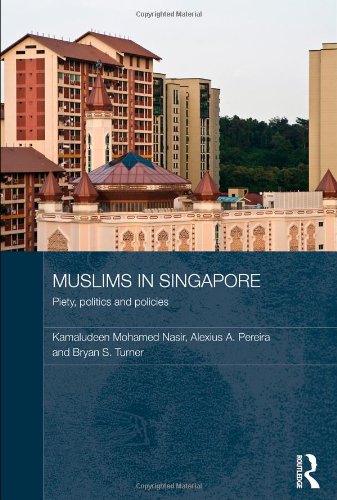 Copyrighted Material
MUSLIMS IN SINGAPORE
Piety, politics and policies
Kamaludeen Mohamed Nasir, Alexius A. Pereira
and Bryan S. Turner
ROUTLEDGE
Copyrighted Material